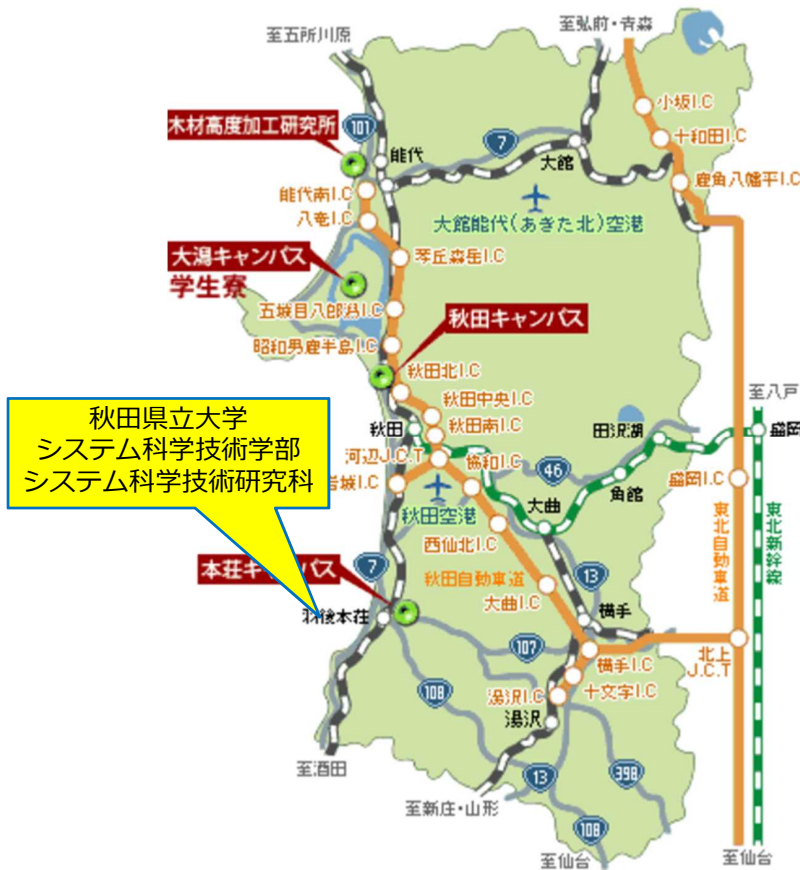 至五所川原
至弘前・青森
小坂I.C
木材高度加工研究所
101
十和田I.C
7
能代
大館
鹿角八幡平I.C
能代南I.C
八竜I.C
大館能代(あきた北)空港
大潟キャンパス
学生寮
琴丘森岳I.C
五城目八郎潟I.C
秋田キャンパス
昭和男鹿半島I.C
秋田北I.C
至八戸
秋田中央I.C
秋田県立大学
システム科学技術学部
システム科学技術研究科
秋田
秋田南I.C
田沢湖
盛岡
河辺J.C.T
協和I.C
46
岩城I.C
角館
盛岡I.C
秋田空港
大曲
東北自動車道
東北新幹線
西仙北I.C
本荘キャンパス
7
秋田自動車道
13
大曲I.C
羽後本荘
横手
107
北上
J.C.T
横手I.C
108
湯沢I.C
十文字I.C
湯沢
至酒田
13
398
至新庄・山形
108
至仙台
至仙台